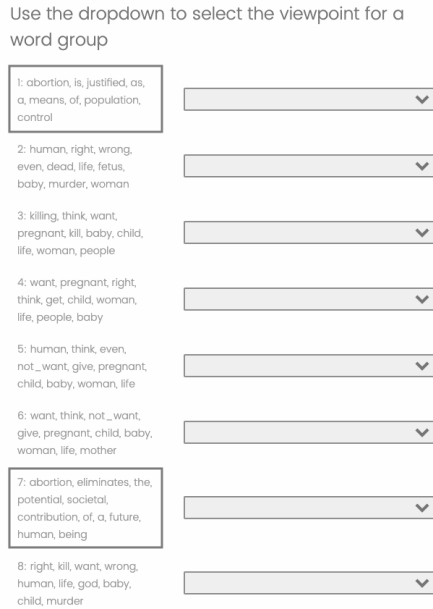 Use the dropdown to select the viewpoint for a
word group
1: abortion, is, justified, as,
a, means, of, population,
control
2: human, right, wrong,
even, dead, life, fetus,
baby, murder, woman
3: killing, think, want,
pregnant, kill, baby, child,
life, woman, people
4: want, pregnant, right,
think, get, child, woman,
life, people, baby
5: human, think, even,
not_want, give, pregnant,
child, baby, woman, life
6: want, think, not_want,
give, pregnant, child, baby,
woman, life, mother
7: abortion, eliminates, the,
potential, societal,
contribution, of, a, future,
human, being
8: right, kill, want, wrong,
human, life, god, baby,
child, murder